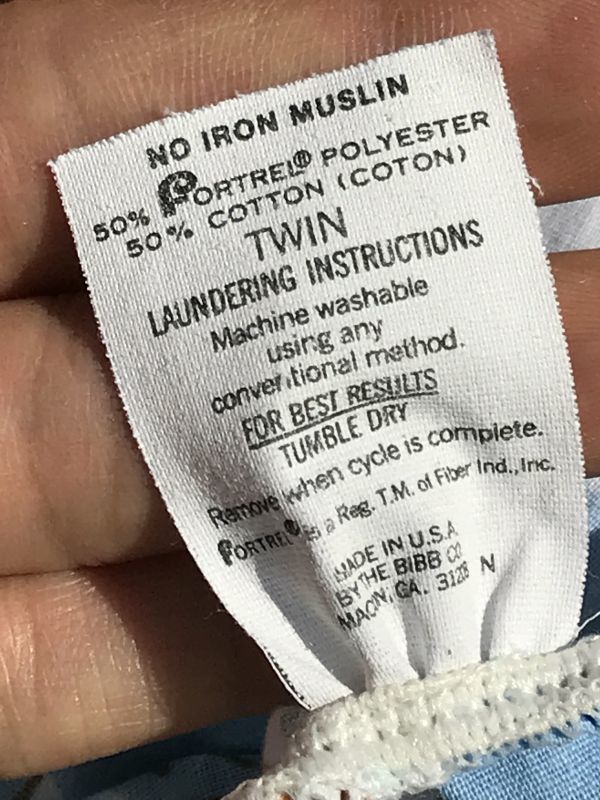 NO IRON MUSLIN
50% FORTREL® POLYESTER
50% COTTON (COTON)
TWIN
LAUNDERING INSTRUCTIONS
Machine washable
using any
conventional method.
FOR BEST RESULTS
TUMBLE DRY
Remove when cycle is complete.
FORTREL® is a Reg. T.M. of Fiber Ind., Inc.
MADE IN U.S.A
BY THE BIBB CO
MACON, GA. N